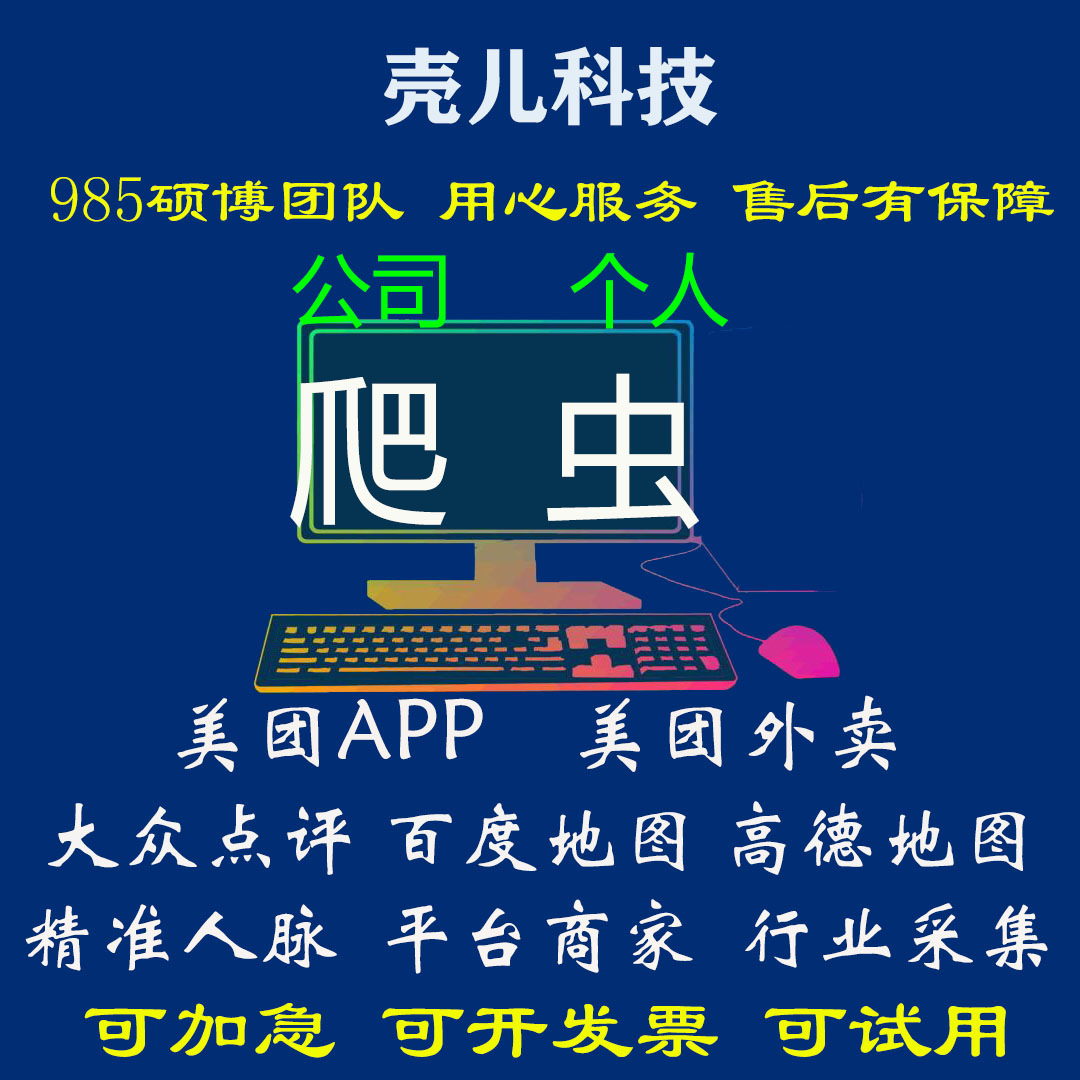 壳儿科技
985硕博团队 用心服务 售后有保障
公司 个人
爬 虫
美团APP 美团外卖
大众点评 百度地图 高德地图
精准人脉 平台商家 行业采集
可加急 可开发票 可试用